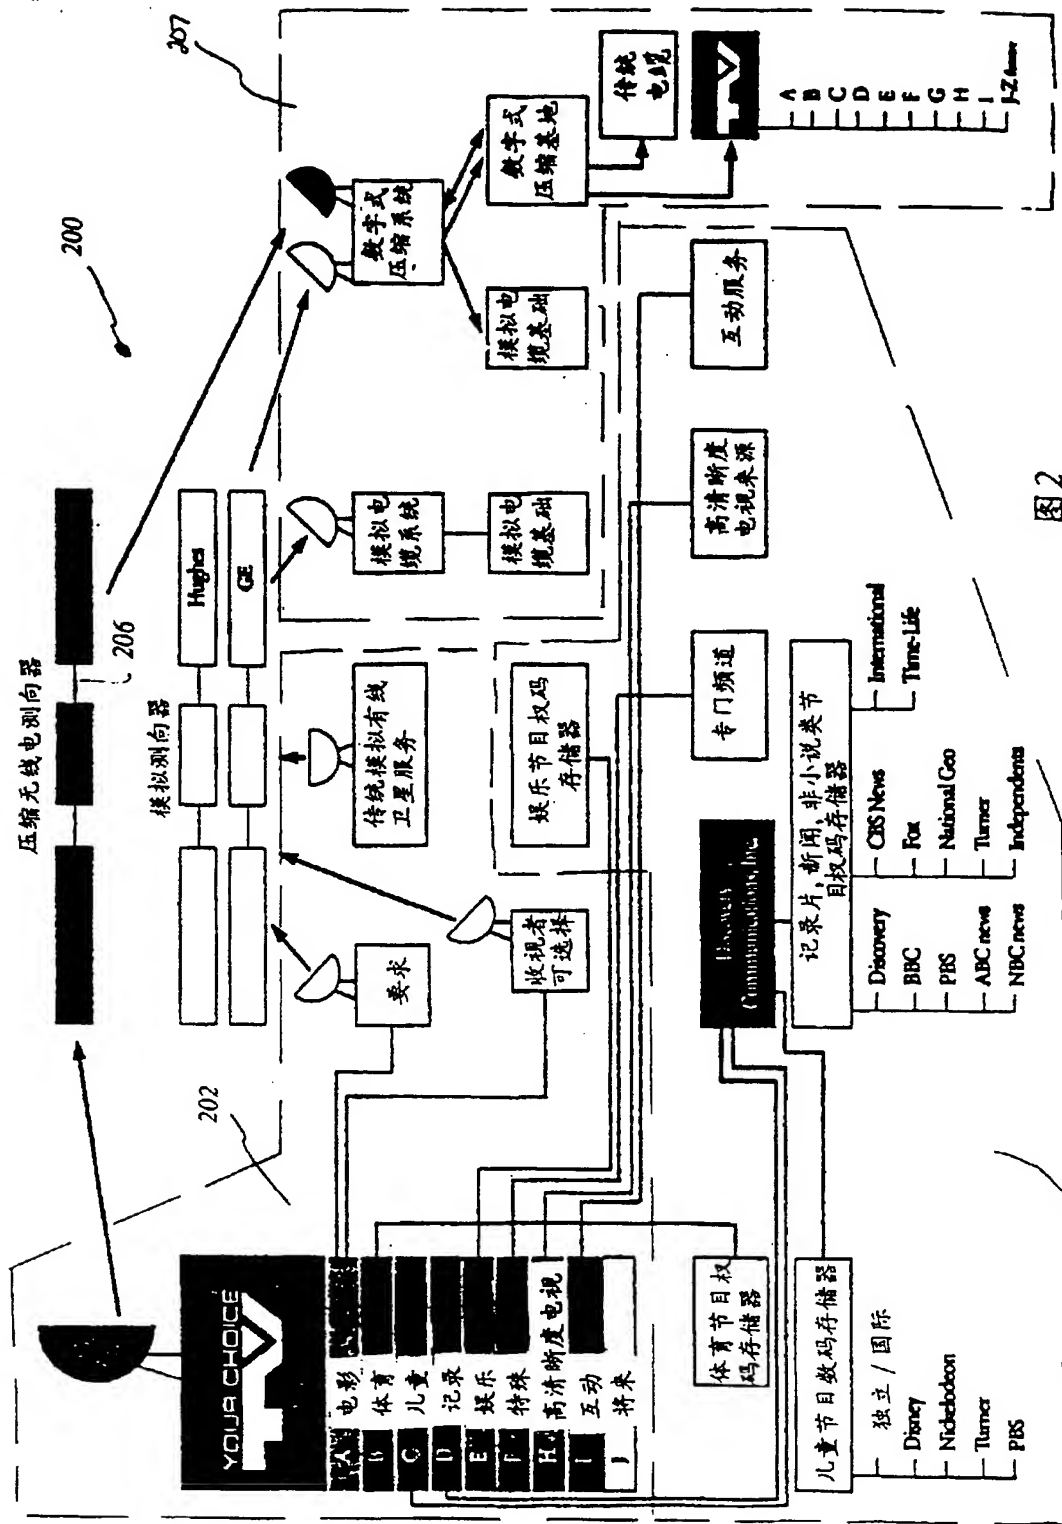 200
207
压缩无线电测向器
206
模拟测向器
Hughes
GE
202
YOUR CHOICE
TV
A 电影
B 体育
C 儿童
D 记录
E 娱乐
F 特殊
H 高清晰度电视
I 互动
J 将来
要求
收视者
可选择
传统模拟有线
卫星服务
模拟电
缆系统
模拟电
缆基础
数字式
压缩系统
模拟电
缆基础
数字式
压缩基地
传统
电缆
TV
A
B
C
D
E
F
G
H
I
J-Z
娱乐节目权码
存储器
专门频道
高清晰度
电视来源
互动服务
体育节目权
码存储器
Discovery
Communications, Inc.
儿童节目数码存储器
独立/国际
Disney
Nickelodeon
Turner
PBS
记录片,新闻,非小说类节
目权码存储器
Discovery
BBC
PBS
ABC news
NBC news
CBS News
Fox
National Geo
Turner
Independents
International
Time-Life
图2